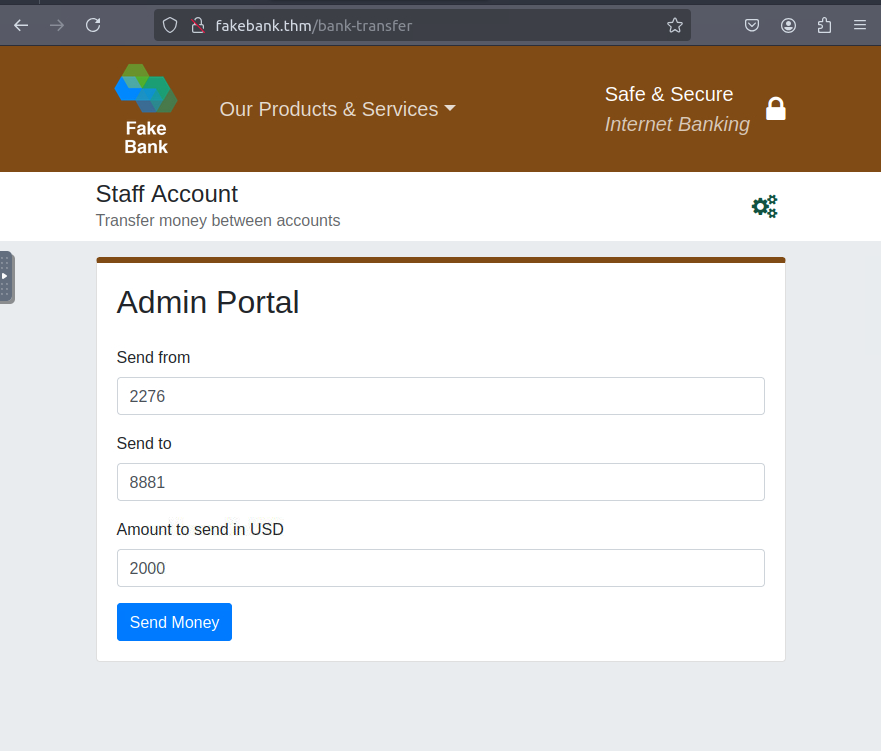 fakebank.thm/bank-transfer
Fake
Bank
Our Products & Services
Safe & Secure
Internet Banking
Staff Account
Transfer money between accounts
Admin Portal
Send from
2276
Send to
8881
Amount to send in USD
2000
Send Money